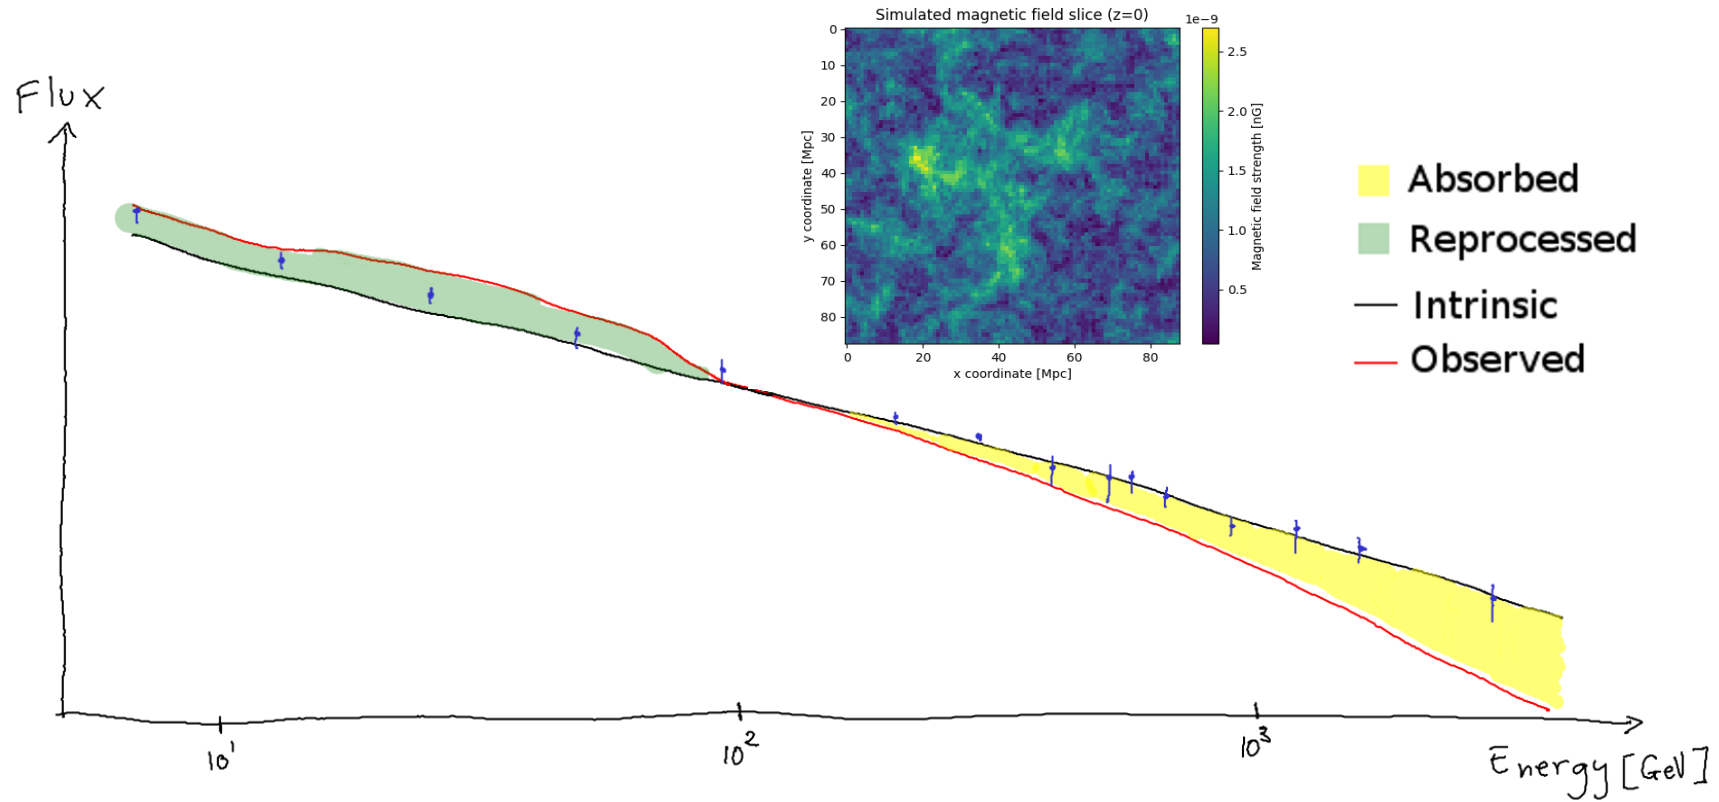 Simulated magnetic field slice (z=0)
1e−9
0
10
20
30
40
50
60
70
80
y coordinate [Mpc]
0
20
40
60
80
x coordinate [Mpc]
2.5
2.0
1.5
1.0
0.5
Magnetic field strength [nG]
Flux
Absorbed
Reprocessed
Intrinsic
Observed
10¹
10²
10³
Energy [GeV]